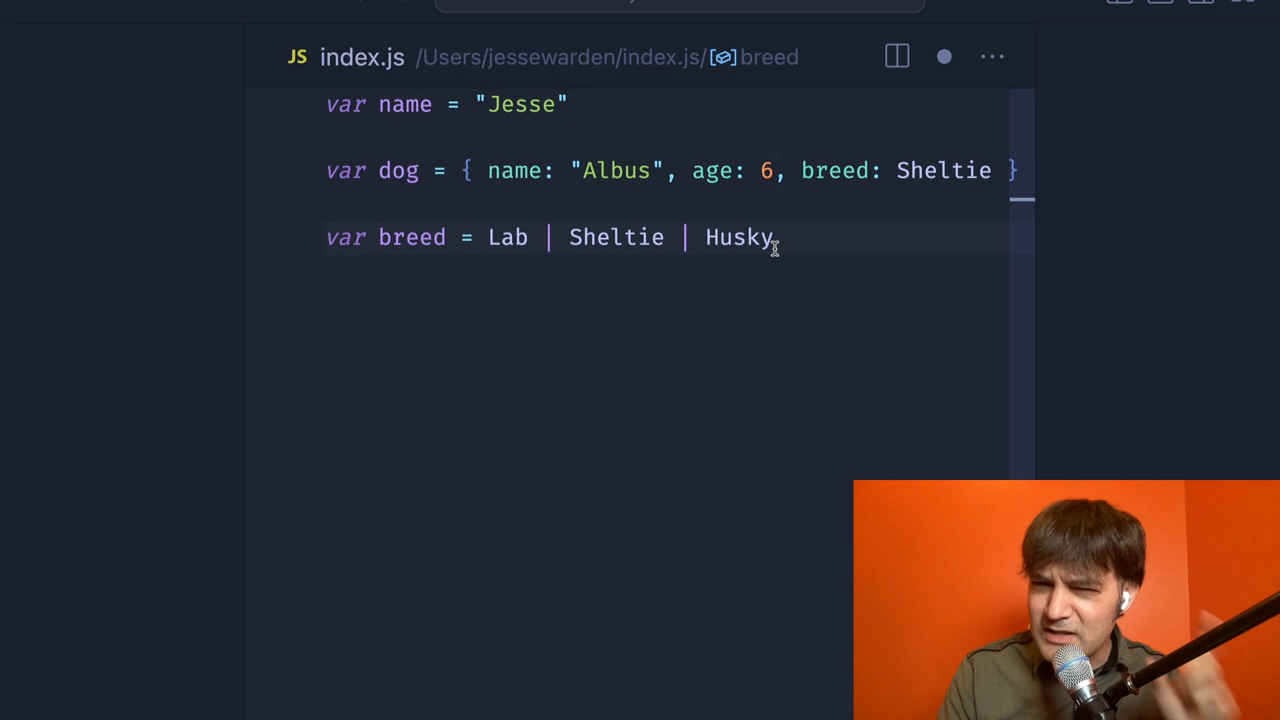 JS index.js /Users/jessewarden/index.js/breed ...
var name = "Jesse"
var dog = { name: "Albus", age: 6, breed: Sheltie }
var breed = Lab | Sheltie | Husky